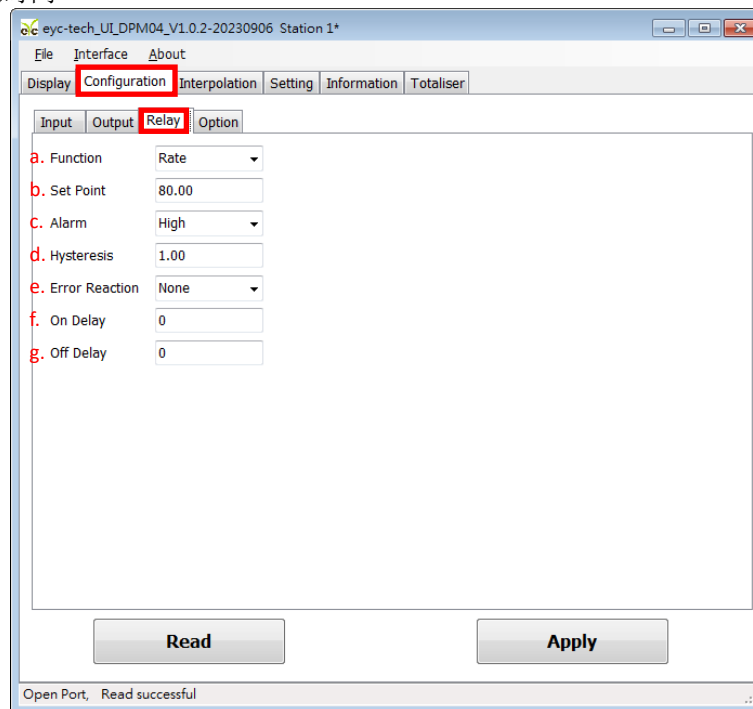 eyc-tech_UI_DPM04_V1.0.2-20230906 Station 1*
File Interface About
Display Configuration Interpolation Setting Information Totaliser
Input Output Relay Option
a. Function Rate
b. Set Point 80.00
c. Alarm High
d. Hysteresis 1.00
e. Error Reaction None
f. On Delay 0
g. Off Delay 0
Read Apply
Open Port, Read successful